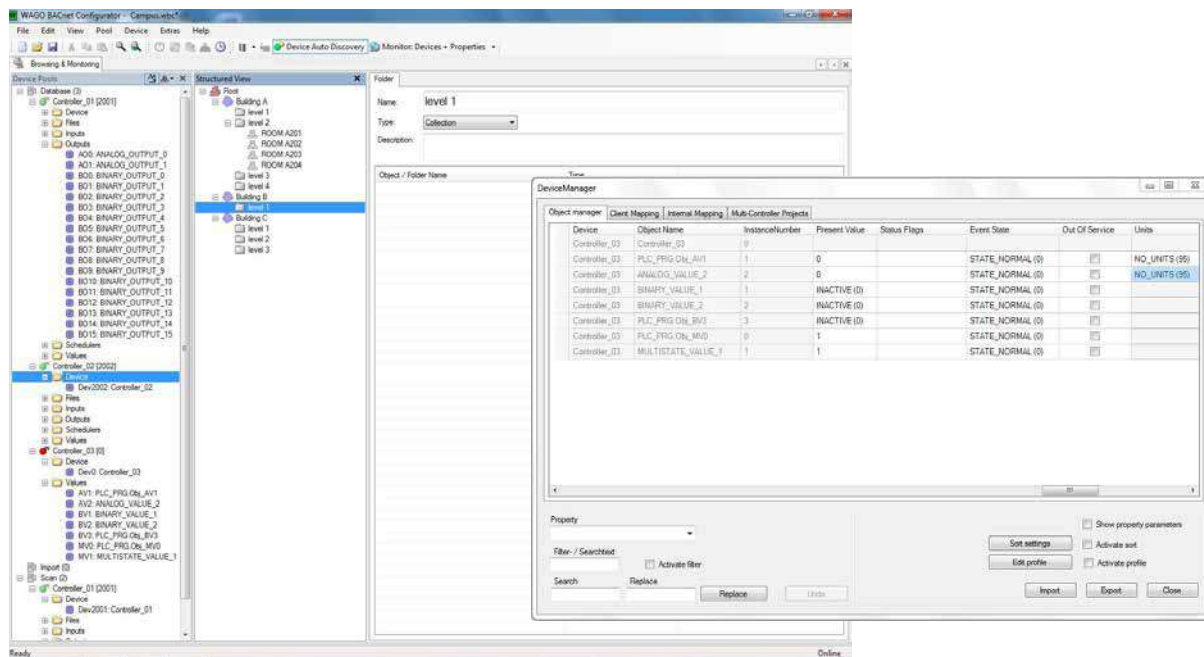 WAGO BACnet Configurator - Campus.wbc*
File Edit View Pool Device Extras Help
Device Auto Discovery Monitor: Devices + Properties
Browsing & Monitoring
Device Pools
Database (3)
Controller_01 [2001]
Device
Files
Inputs
Outputs
AO0: ANALOG_OUTPUT_0
AO1: ANALOG_OUTPUT_1
BO0: BINARY_OUTPUT_0
BO1: BINARY_OUTPUT_1
BO2: BINARY_OUTPUT_2
BO3: BINARY_OUTPUT_3
BO4: BINARY_OUTPUT_4
BO5: BINARY_OUTPUT_5
BO6: BINARY_OUTPUT_6
BO7: BINARY_OUTPUT_7
BO8: BINARY_OUTPUT_8
BO9: BINARY_OUTPUT_9
BO10: BINARY_OUTPUT_10
BO11: BINARY_OUTPUT_11
BO12: BINARY_OUTPUT_12
BO13: BINARY_OUTPUT_13
BO14: BINARY_OUTPUT_14
BO15: BINARY_OUTPUT_15
Schedulers
Values
Controller_02 [2002]
Device
Dev2002: Controller_02
Files
Inputs
Outputs
Schedulers
Values
Controller_03 [0]
Device
Dev0: Controller_03
Values
AV1: PLC_PRG.Obj_AV1
AV2: ANALOG_VALUE_2
BV1: BINARY_VALUE_1
BV2: BINARY_VALUE_2
BV3: PLC_PRG.Obj_BV3
MV0: PLC_PRG.Obj_MV0
MV1: MULTISTATE_VALUE_1
Import (0)
Scan (2)
Controller_01 [2001]
Device
Dev2001: Controller_01
Files
Inputs
Structured View
Root
Building A
level 1
level 2
ROOM A201
ROOM A202
ROOM A203
ROOM A204
level 3
level 4
Building B
level 1
Building C
level 1
level 2
level 3
Folder
Name: level 1
Type: Collection
Description:
Object / Folder Name Type
DeviceManager
Object manager Client Mapping Internal Mapping Multi-Controller Projects
Device Object Name InstanceNumber Present Value Status Flags Event State Out Of Service Units
Controller_03 Controller_03 0
Controller_03 PLC_PRG.Obj_AV1 1 0 STATE_NORMAL (0) NO_UNITS (95)
Controller_03 ANALOG_VALUE_2 2 0 STATE_NORMAL (0) NO_UNITS (95)
Controller_03 BINARY_VALUE_1 1 INACTIVE (0) STATE_NORMAL (0)
Controller_03 BINARY_VALUE_2 2 INACTIVE (0) STATE_NORMAL (0)
Controller_03 PLC_PRG.Obj_BV3 3 INACTIVE (0) STATE_NORMAL (0)
Controller_03 PLC_PRG.Obj_MV0 0 1 STATE_NORMAL (0)
Controller_03 MULTISTATE_VALUE_1 1 1 STATE_NORMAL (0)
Property
Filter- / Searchtext
Activate filter
Search Replace
Replace Undo
Show property parameters
Sort settings Activate sort
Edit profile Activate profile
Import Export Close
Ready Online